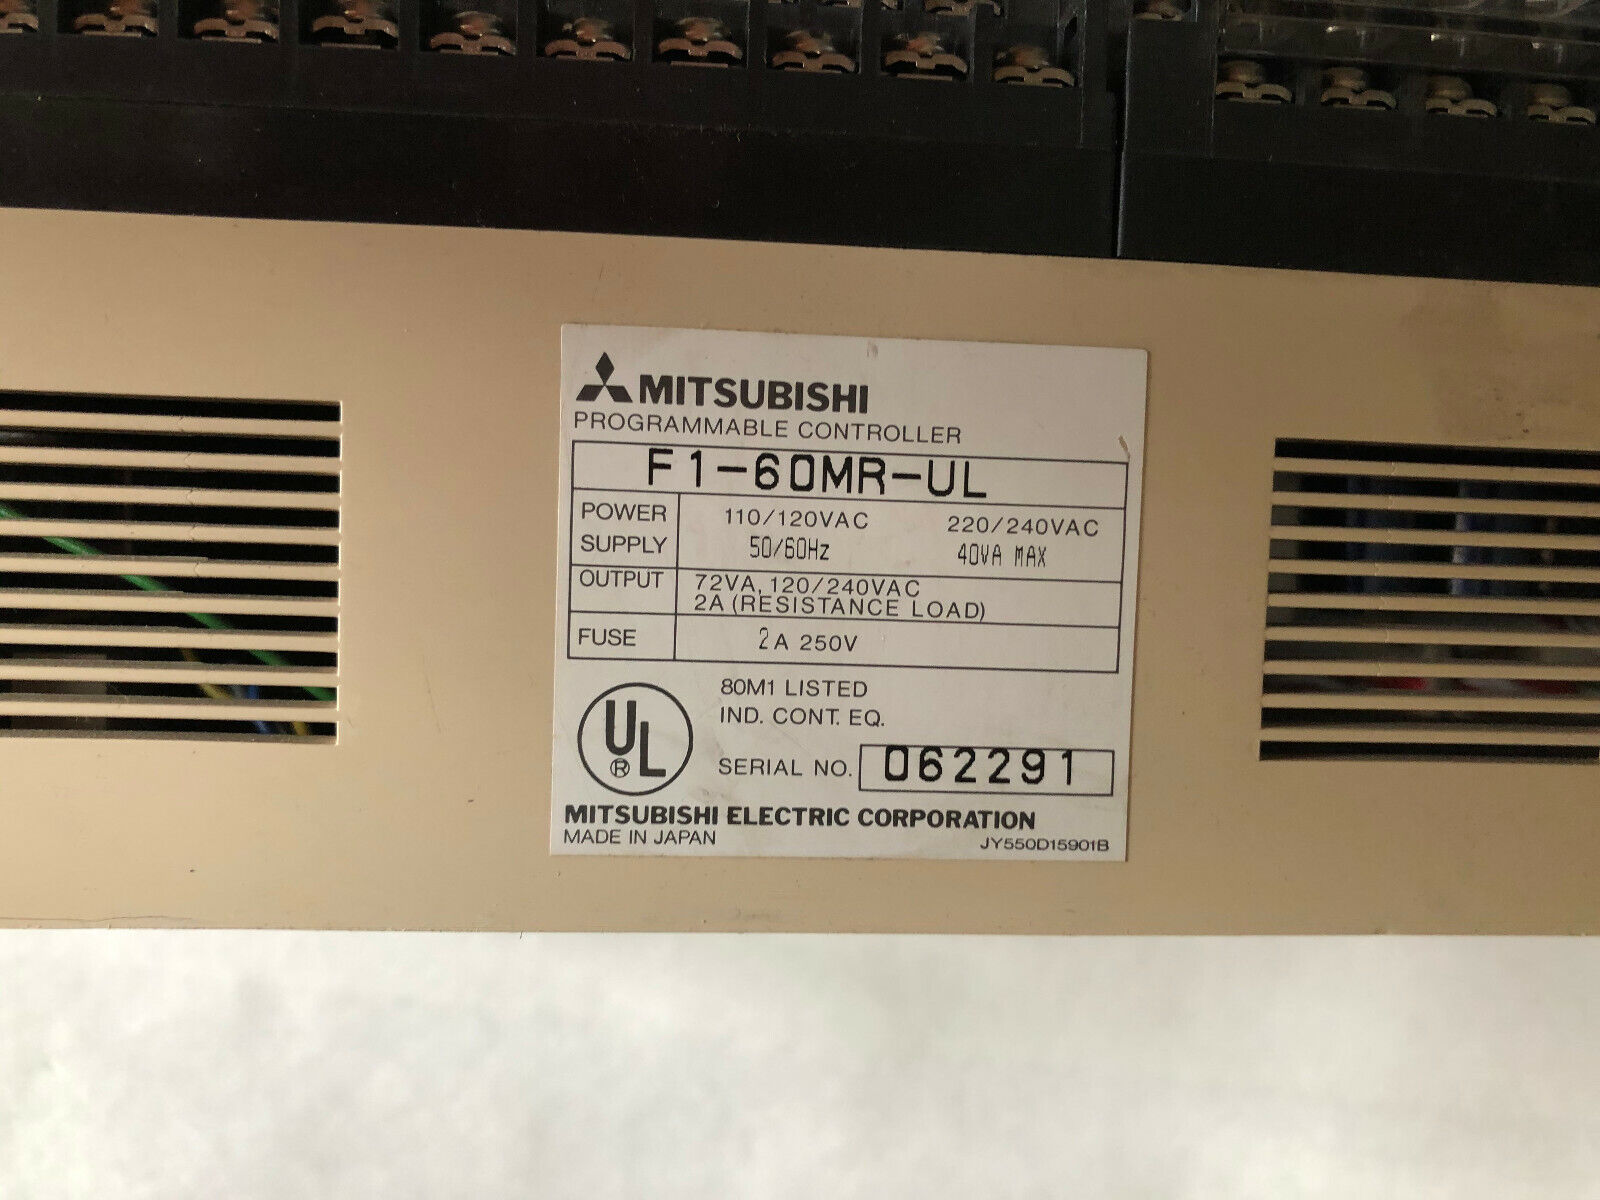 MITSUBISHI
PROGRAMMABLE CONTROLLER
F1-60MR-UL
POWER SUPPLY 110/120VAC 220/240VAC
50/60Hz 40VA MAX
OUTPUT 72VA, 120/240VAC
2A (RESISTANCE LOAD)
FUSE 2A 250V
UL ®
80M1 LISTED
IND. CONT. EQ.
SERIAL NO. 062291
MITSUBISHI ELECTRIC CORPORATION
MADE IN JAPAN JY550D15901B